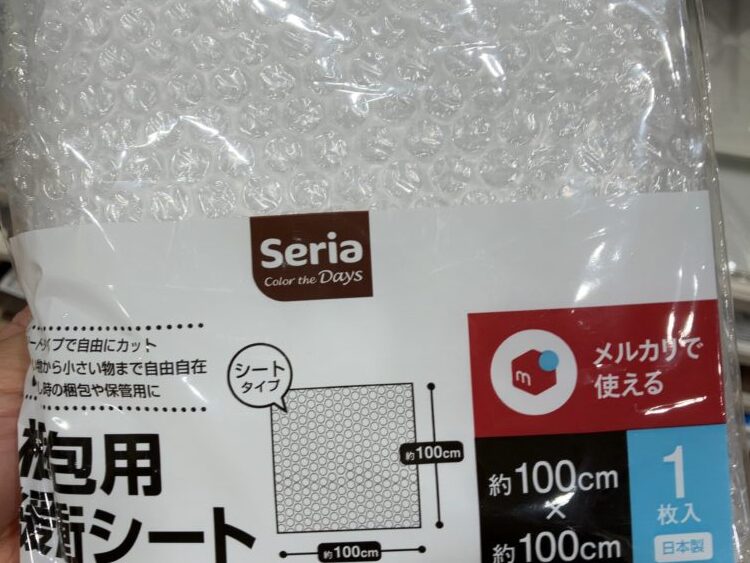 Seria
Color the Days
タイプで自由にカット
物から小さい物まで自由自在
時の梱包や保管用に
シート
タイプ
約100cm
約100cm
梱包用
緩衝シート
m
メルカリで
使える
約100cm
×
約100cm
1
枚入
日本製